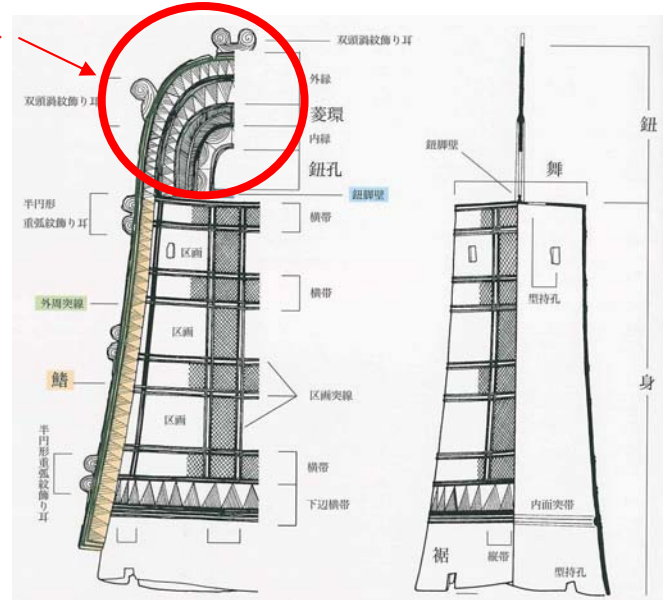 双頭渦紋飾り耳
双頭渦紋飾り耳
外縁
菱環
内縁
鈕孔
鈕脚壁
半円形
重弧紋飾り耳
横帯
区画
外周突線
横帯
区画
鰭
区画突線
区画
半円形重弧紋飾り耳
横帯
下辺横帯
鈕
鈕脚壁
舞
型持孔
身
内面突帯
裾
縦帯
型持孔